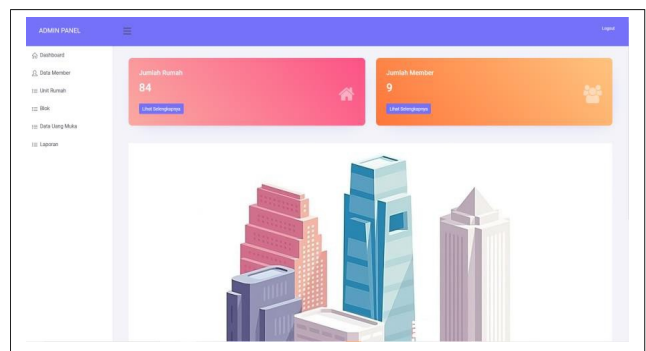 ADMIN PANEL
Logout
Dashboard
Data Member
Unit Rumah
Blok
Data Uang Muka
Laporan
Jumlah Rumah
84
Lihat Selengkapnya
Jumlah Member
9
Lihat Selengkapnya